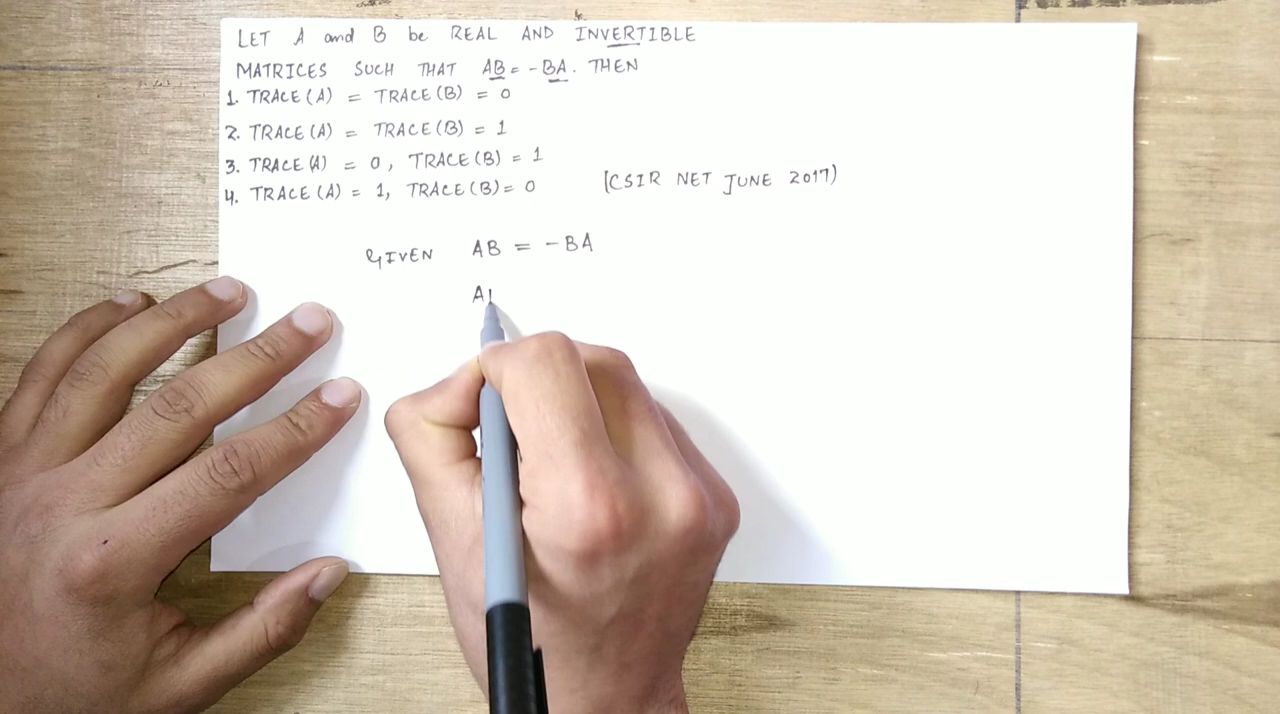 LET A and B be REAL AND INVERTIBLE
MATRICES SUCH THAT AB = -BA. THEN
1. TRACE(A) = TRACE(B) = 0
2. TRACE(A) = TRACE(B) = 1
3. TRACE(A) = 0, TRACE(B) = 1
4. TRACE(A) = 1, TRACE(B) = 0 [CSIR NET JUNE 2017)
GIVEN AB = -BA
A